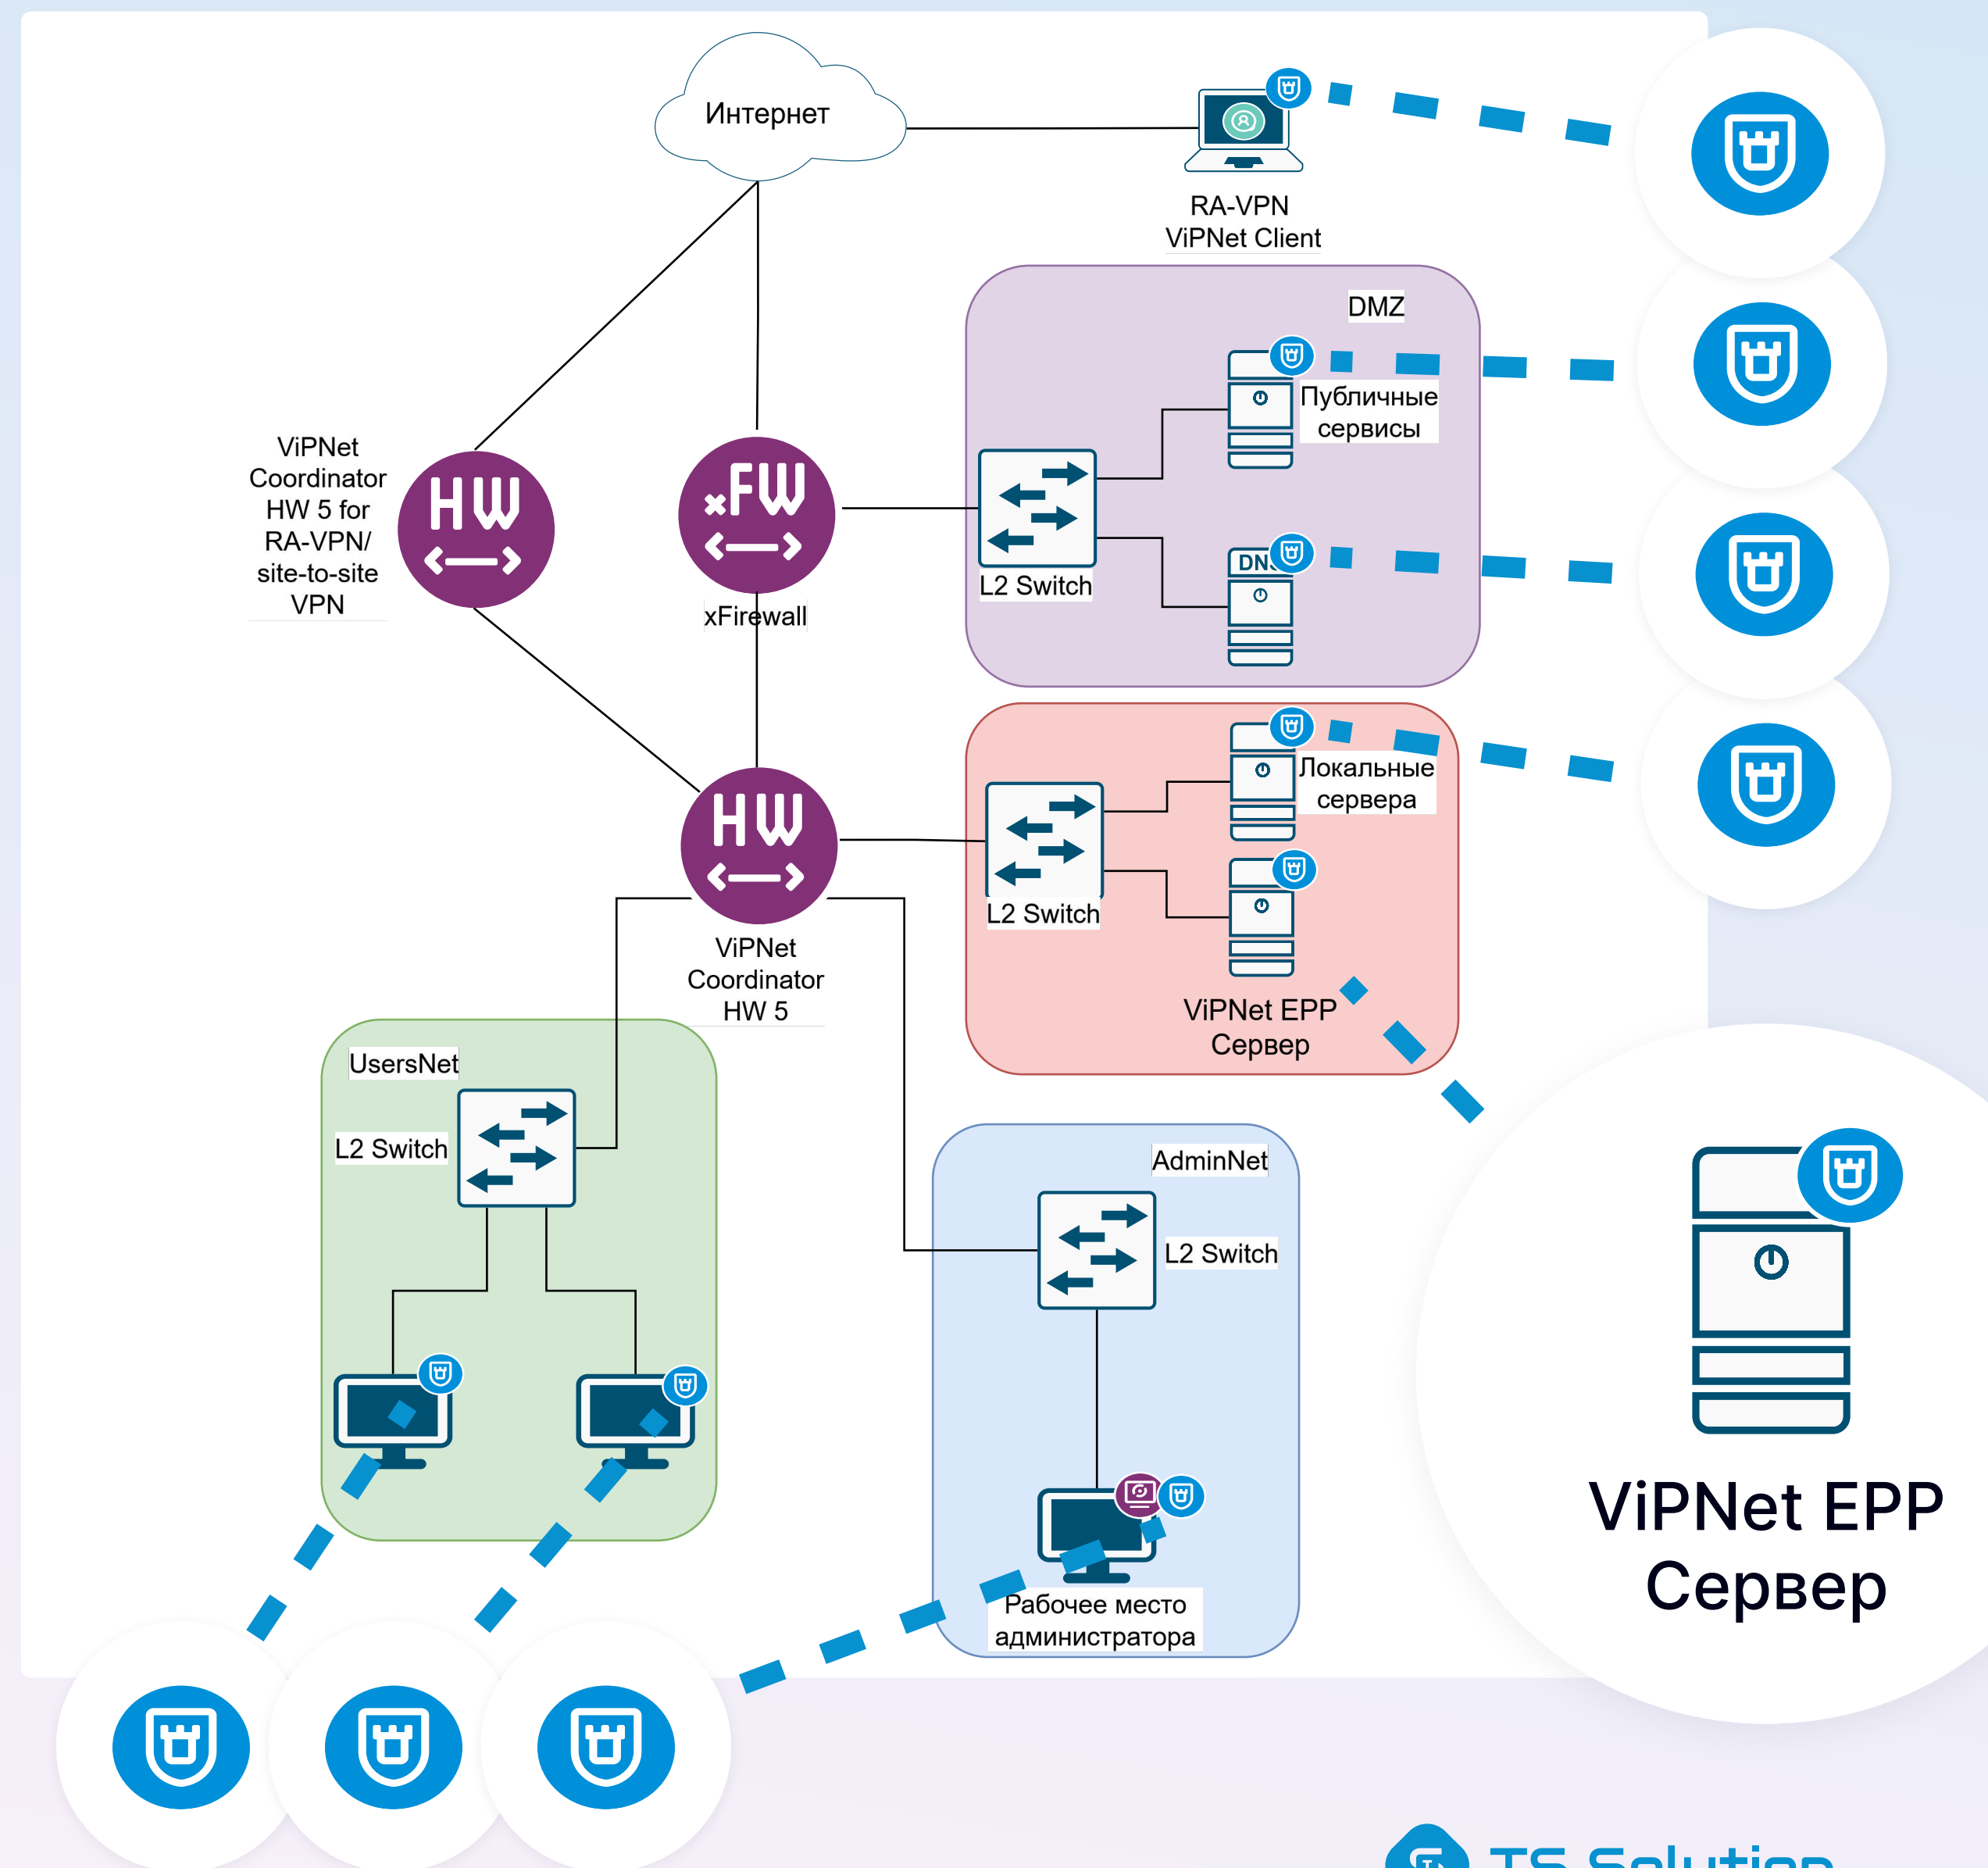 Интернет
RA-VPN
ViPNet Client
DMZ
Публичные
сервисы
ViPNet
Coordinator
HW 5 for
RA-VPN/
site-to-site
VPN
HW
xFW
xFirewall
L2 Switch
DNS
Локальные
сервера
HW
L2 Switch
ViPNet
Coordinator
HW 5
ViPNet EPP
Сервер
UsersNet
L2 Switch
AdminNet
L2 Switch
Рабочее место
администратора
ViPNet EPP
Сервер
TS Solution